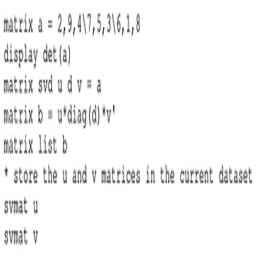 matrix a = 2,9,4\7,5,3\6,1,8
display det(a)
matrix svd u d v = a
matrix b = u*diag(d)*v'
matrix list b
* store the u and v matrices in the current dataset
svmat u
svmat v